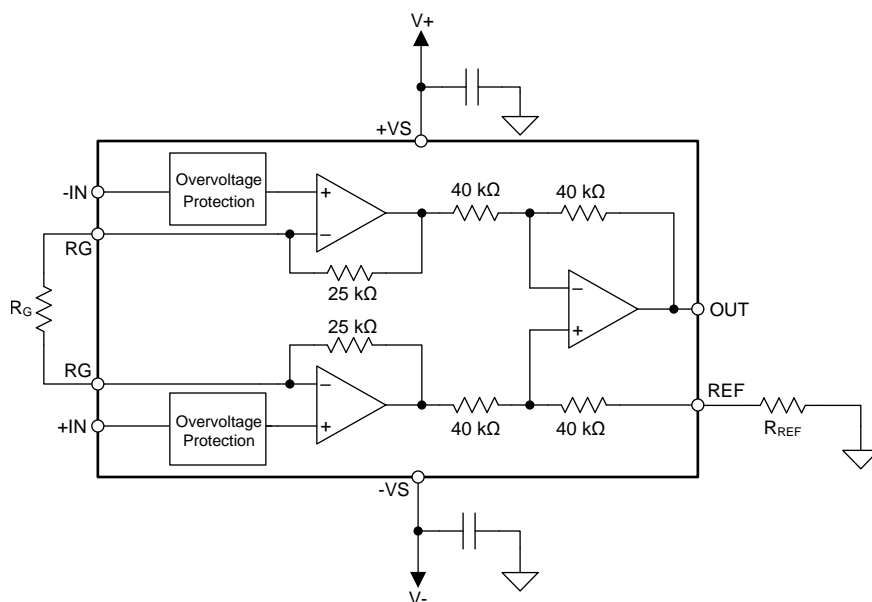 V+
+VS
-IN
Overvoltage
Protection
+
−
40 kΩ
40 kΩ
RG
25 kΩ
RG
−
+
OUT
25 kΩ
RG
−
+
REF
+IN
Overvoltage
Protection
40 kΩ
40 kΩ
RREF
-VS
V-